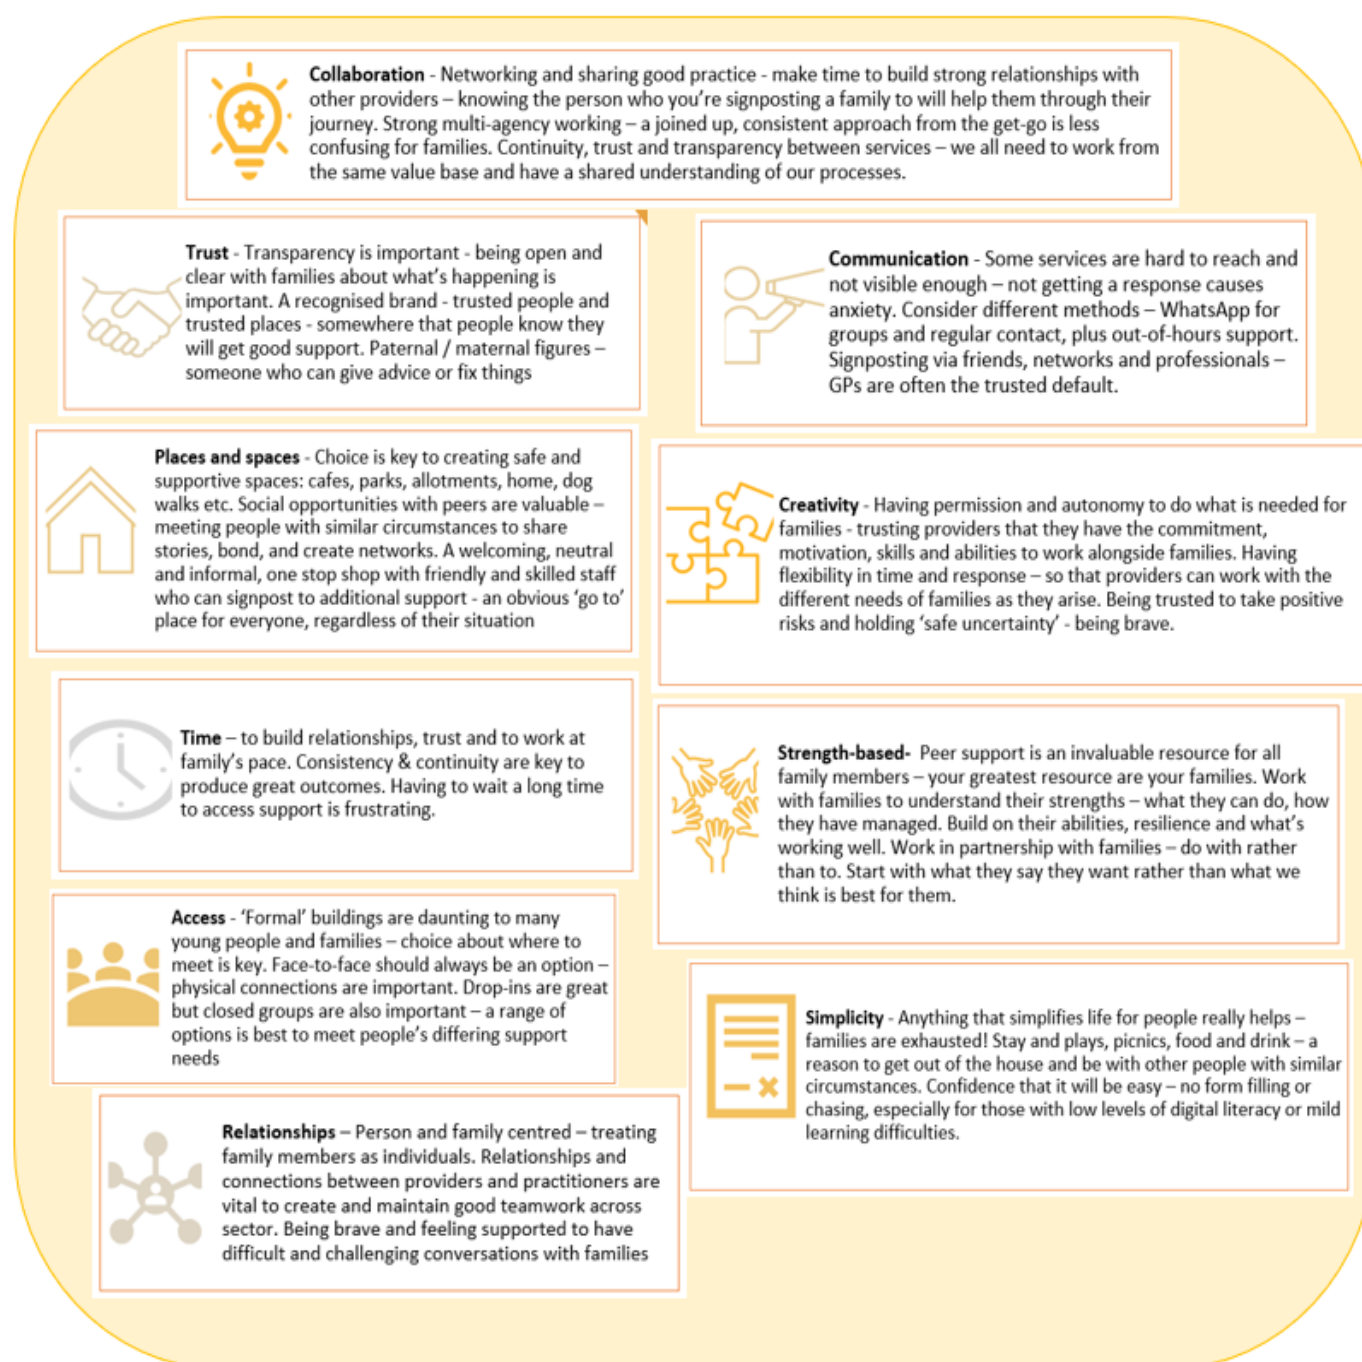 Collaboration - Networking and sharing good practice - make time to build strong relationships with
other providers – knowing the person who you're signposting a family to will help them through their
journey. Strong multi-agency working – a joined up, consistent approach from the get-go is less
confusing for families. Continuity, trust and transparency between services – we all need to work from
the same value base and have a shared understanding of our processes.
Trust - Transparency is important - being open and
clear with families about what's happening is
important. A recognised brand - trusted people and
trusted places - somewhere that people know they
will get good support. Paternal / maternal figures –
someone who can give advice or fix things
Communication - Some services are hard to reach and
not visible enough – not getting a response causes
anxiety. Consider different methods – WhatsApp for
groups and regular contact, plus out-of-hours support.
Signposting via friends, networks and professionals –
GPs are often the trusted default.
Places and spaces - Choice is key to creating safe and
supportive spaces: cafes, parks, allotments, home, dog
walks etc. Social opportunities with peers are valuable –
meeting people with similar circumstances to share
stories, bond, and create networks. A welcoming, neutral
and informal, one stop shop with friendly and skilled staff
who can signpost to additional support - an obvious 'go to'
place for everyone, regardless of their situation
Creativity - Having permission and autonomy to do what is needed for
families - trusting providers that they have the commitment,
motivation, skills and abilities to work alongside families. Having
flexibility in time and response – so that providers can work with the
different needs of families as they arise. Being trusted to take positive
risks and holding 'safe uncertainty' - being brave.
Time – to build relationships, trust and to work at
family's pace. Consistency & continuity are key to
produce great outcomes. Having to wait a long time
to access support is frustrating.
Strength-based- Peer support is an invaluable resource for all
family members – your greatest resource are your families. Work
with families to understand their strengths – what they can do, how
they have managed. Build on their abilities, resilience and what's
working well. Work in partnership with families – do with rather
than to. Start with what they say they want rather than what we
think is best for them.
Access - 'Formal' buildings are daunting to many
young people and families – choice about where to
meet is key. Face-to-face should always be an option –
physical connections are important. Drop-ins are great
but closed groups are also important – a range of
options is best to meet people's differing support
needs
Simplicity - Anything that simplifies life for people really helps –
families are exhausted! Stay and plays, picnics, food and drink – a
reason to get out of the house and be with other people with similar
circumstances. Confidence that it will be easy – no form filling or
chasing, especially for those with low levels of digital literacy or mild
learning difficulties.
Relationships – Person and family centred – treating
family members as individuals. Relationships and
connections between providers and practitioners are
vital to create and maintain good teamwork across
sector. Being brave and feeling supported to have
difficult and challenging conversations with families